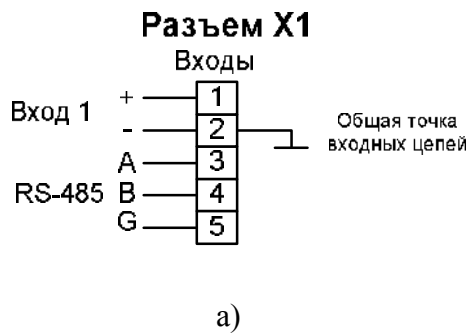 Разъем X1
Входы
Вход 1 + 1
- 2
Общая точка
входных цепей
A 3
RS-485 B 4
G 5
а)